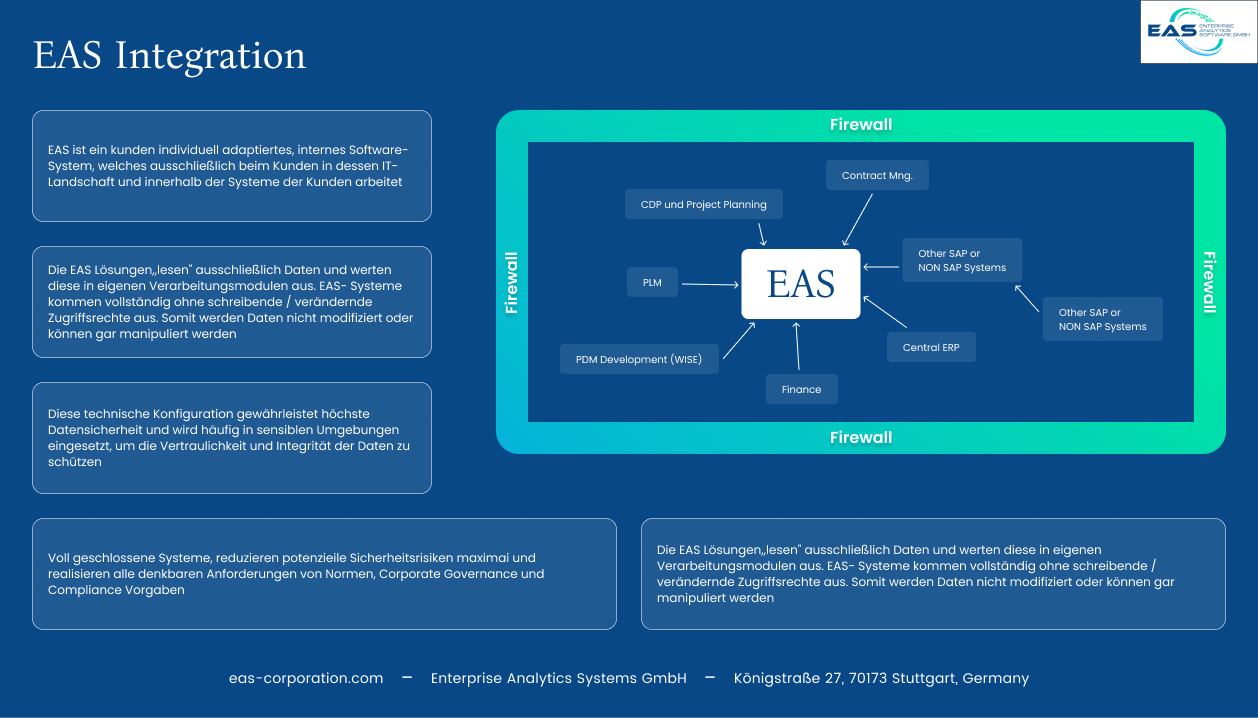 EAS Integration
EAS ENTERPRISE
ANALYTICS
SOFTWARE GMBH
EAS ist ein kunden individuell adaptiertes, internes Software-
System, welches ausschließlich beim Kunden in dessen IT-
Landschaft und innerhalb der Systeme der Kunden arbeitet
Die EAS Lösungen,,lesen" ausschließlich Daten und werten
diese in eigenen Verarbeitungsmodulen aus. EAS- Systeme
kommen vollständig ohne schreibende / verändernde
Zugriffsrechte aus. Somit werden Daten nicht modifiziert oder
können gar manipuliert werden
Diese technische Konfiguration gewährleistet höchste
Datensicherheit und wird häufig in sensiblen Umgebungen
eingesetzt, um die Vertraulichkeit und Integrität der Daten zu
schützen
Firewall
Contract Mng.
CDP und Project Planning
Other SAP or
NON SAP Systems
Firewall
EAS
Firewall
PLM
Other SAP or
NON SAP Systems
Central ERP
PDM Development (WISE)
Finance
Firewall
Voll geschlossene Systeme, reduzieren potenzieile Sicherheitsrisiken maximai und
realisieren alle denkbaren Anforderungen von Normen, Corporate Governance und
Compliance Vorgaben
Die EAS Lösungen,,lesen" ausschließlich Daten und werten diese in eigenen
Verarbeitungsmodulen aus. EAS- Systeme kommen vollständig ohne schreibende /
verändernde Zugriffsrechte aus. Somit werden Daten nicht modifiziert oder können gar
manipuliert werden
eas-corporation.com — Enterprise Analytics Systems GmbH — Königstraße 27, 70173 Stuttgart, Germany